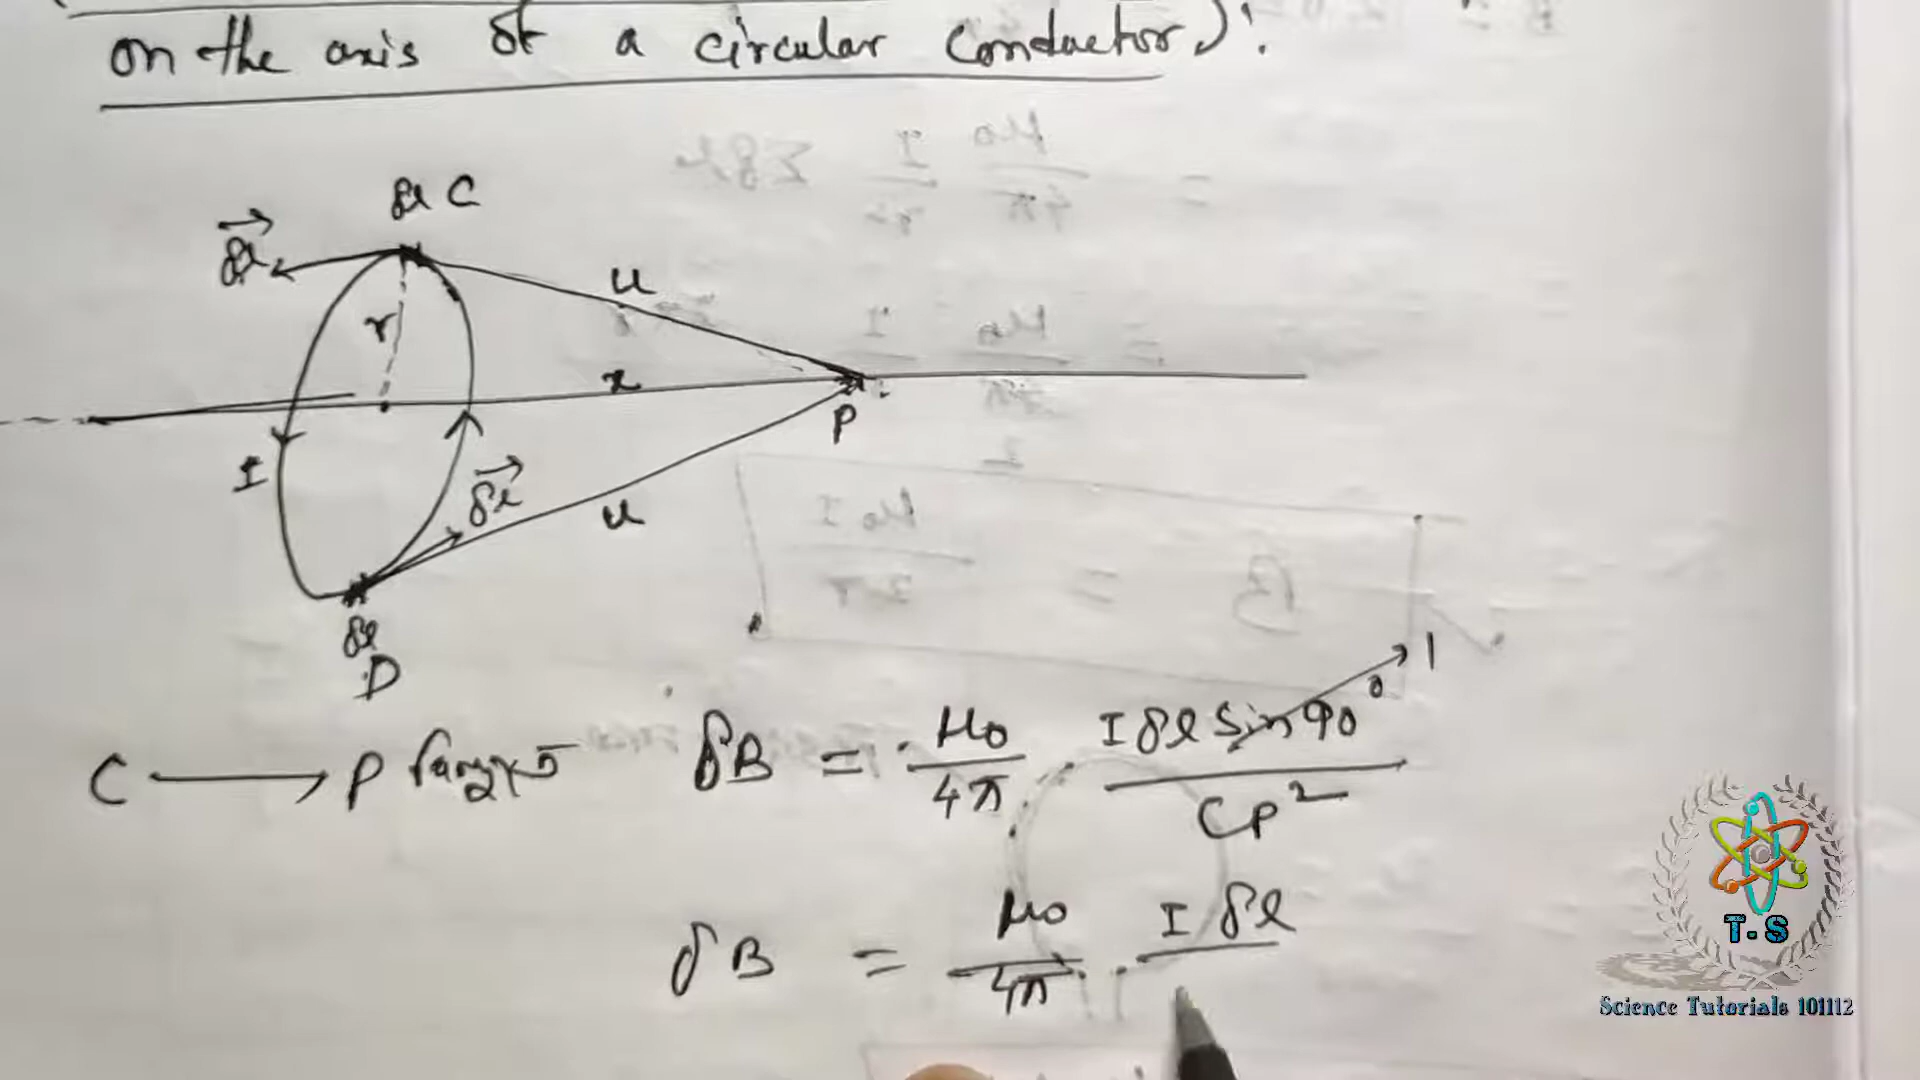 on the axis of a circular conductor):
δl C
δl
u
r
x
P
I
δl
u
δl
D
1
C ⟶ P δB = μ₀/4π · I δl sin 90°/CP²
δB = μ₀/4π · I δl
T.S
Science Tutorials 101112